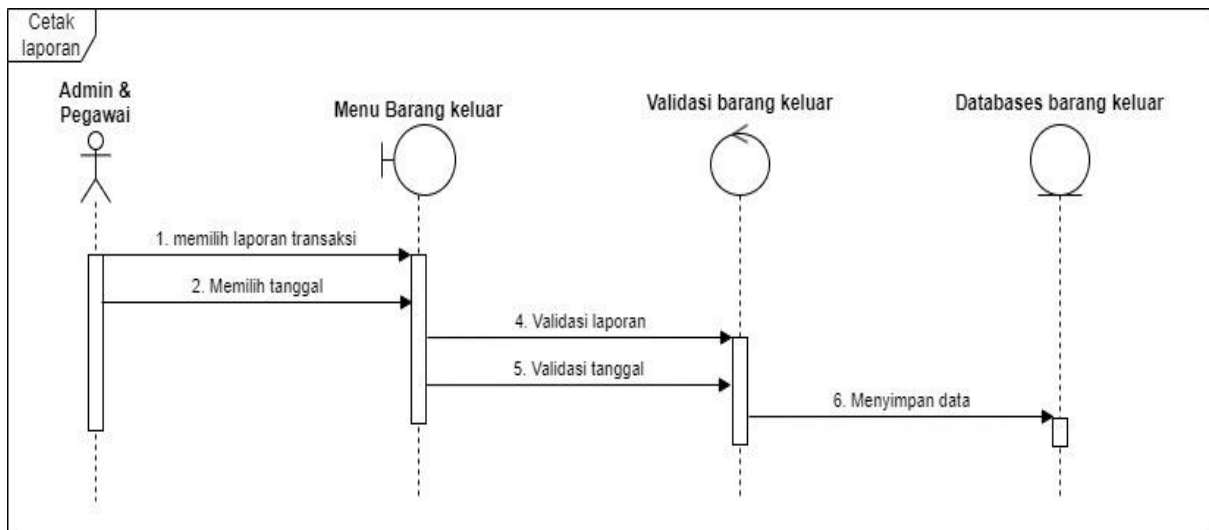 Cetak
laporan
Admin &
Pegawai
Menu Barang keluar
Validasi barang keluar
Databases barang keluar
1. memilih laporan transaksi
2. Memilih tanggal
4. Validasi laporan
5. Validasi tanggal
6. Menyimpan data